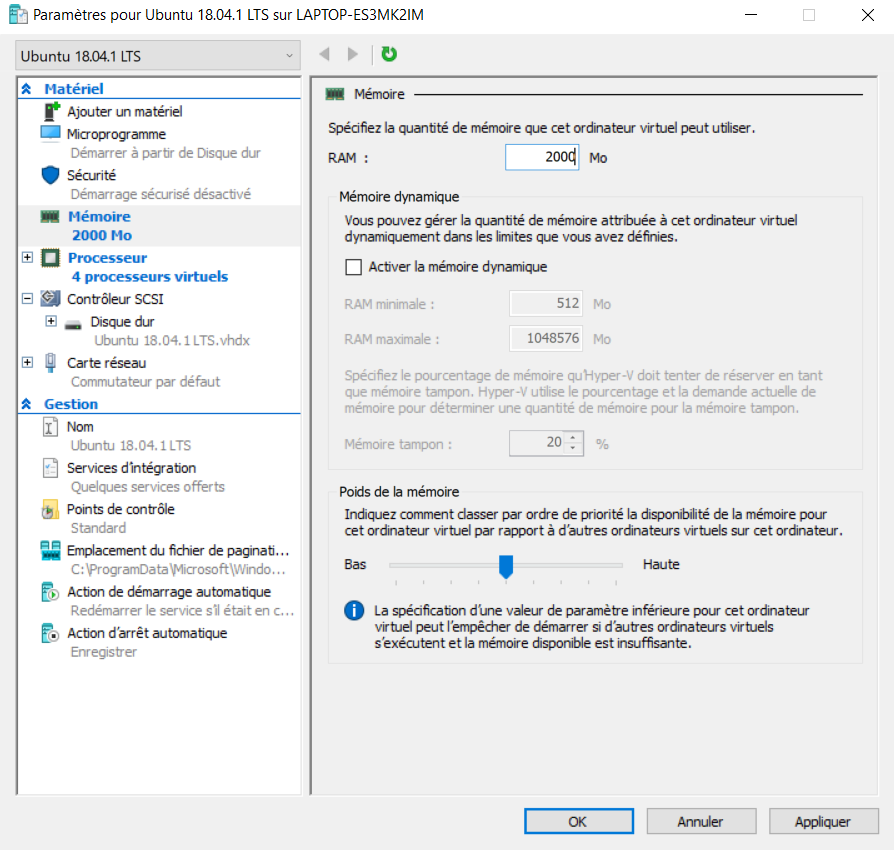 Paramètres pour Ubuntu 18.04.1 LTS sur LAPTOP-ES3MK2IM
Ubuntu 18.04.1 LTS
Matériel
Ajouter un matériel
Microprogramme
Démarrer à partir de Disque dur
Sécurité
Démarrage sécurisé désactivé
Mémoire
2000 Mo
Processeur
4 processeurs virtuels
Contrôleur SCSI
Disque dur
Ubuntu 18.04.1 LTS.vhdx
Carte réseau
Commutateur par défaut
Gestion
Nom
Ubuntu 18.04.1 LTS
Services d'intégration
Quelques services offerts
Points de contrôle
Standard
Emplacement du fichier de paginati...
C:\ProgramData\Microsoft\Windo...
Action de démarrage automatique
Redémarrer le service s'il était en c...
Action d'arrêt automatique
Enregistrer
Mémoire
Spécifiez la quantité de mémoire que cet ordinateur virtuel peut utiliser.
RAM : 2000 Mo
Mémoire dynamique
Vous pouvez gérer la quantité de mémoire attribuée à cet ordinateur virtuel
dynamiquement dans les limites que vous avez définies.
Activer la mémoire dynamique
RAM minimale : 512 Mo
RAM maximale : 1048576 Mo
Spécifiez le pourcentage de mémoire qu'Hyper-V doit tenter de réserver en tant
que mémoire tampon. Hyper-V utilise le pourcentage et la demande actuelle de
mémoire pour déterminer une quantité de mémoire pour la mémoire tampon.
Mémoire tampon : 20 %
Poids de la mémoire
Indiquez comment classer par ordre de priorité la disponibilité de la mémoire pour
cet ordinateur virtuel par rapport à d'autres ordinateurs virtuels sur cet ordinateur.
Bas Haute
La spécification d'une valeur de paramètre inférieure pour cet ordinateur
virtuel peut l'empêcher de démarrer si d'autres ordinateurs virtuels
s'exécutent et la mémoire disponible est insuffisante.
OK Annuler Appliquer